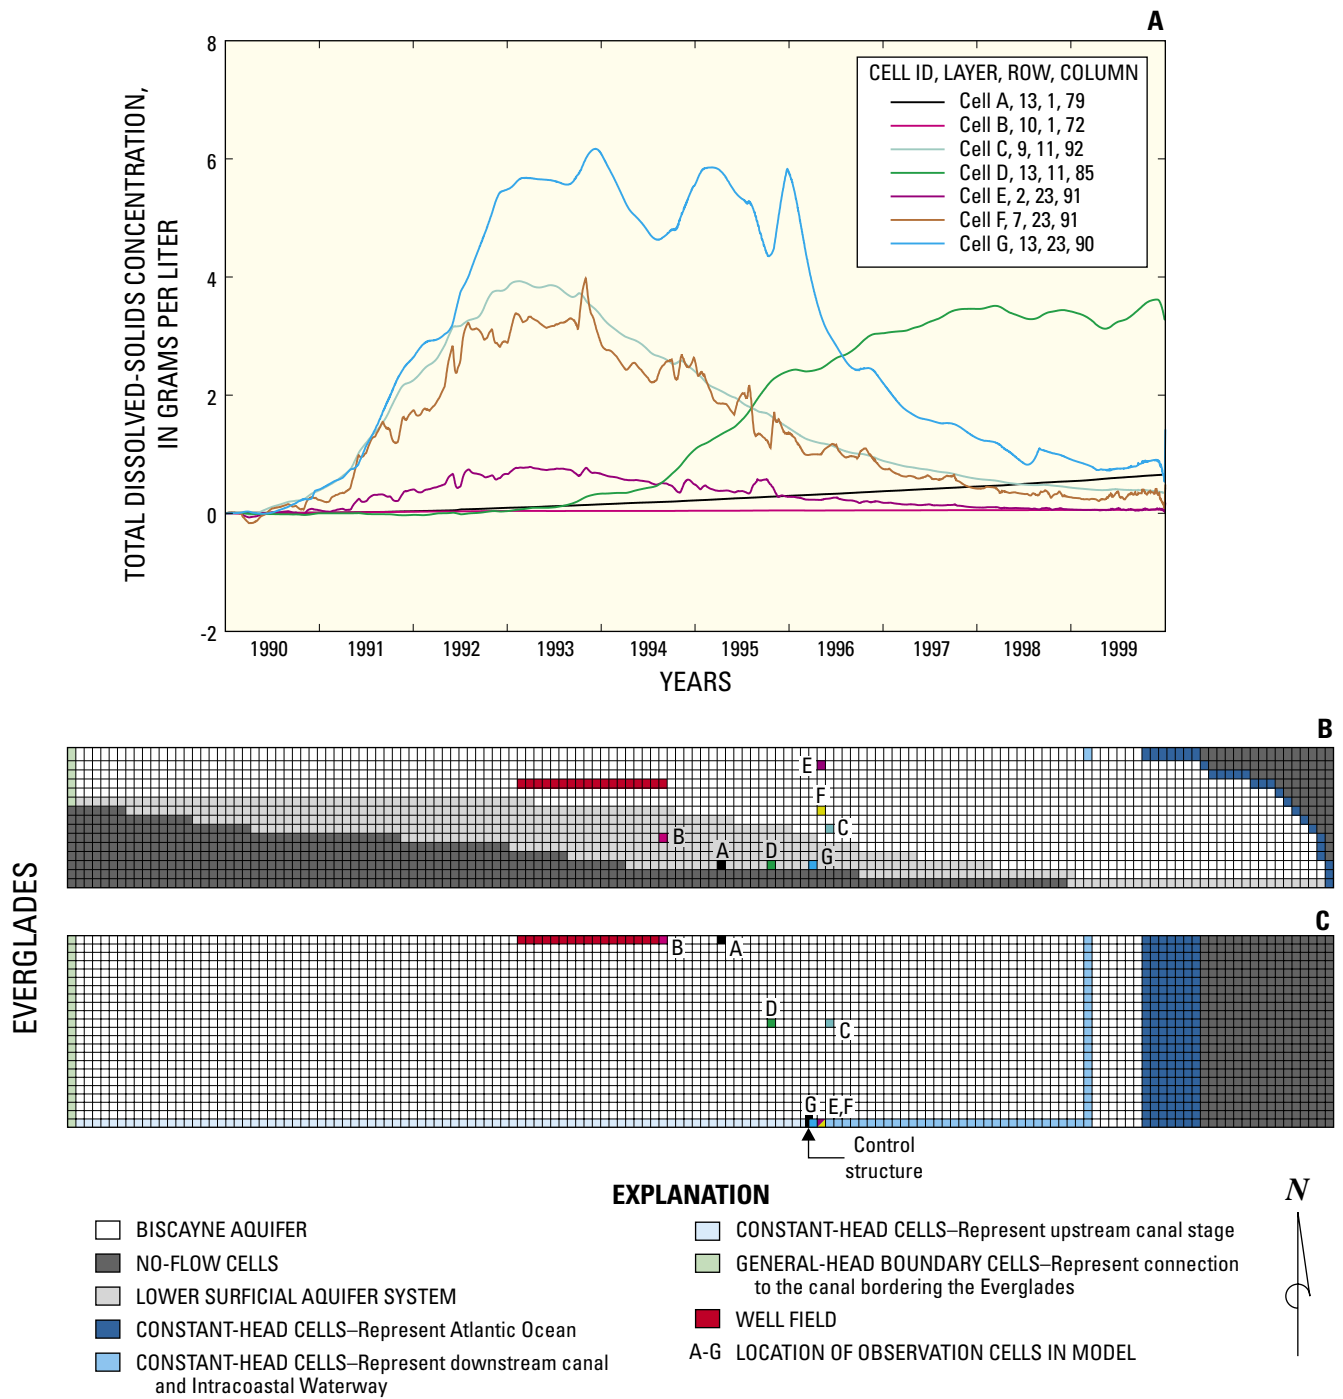 A
TOTAL DISSOLVED-SOLIDS CONCENTRATION,
IN GRAMS PER LITER
8
6
4
2
0
-2
CELL ID, LAYER, ROW, COLUMN
Cell A, 13, 1, 79
Cell B, 10, 1, 72
Cell C, 9, 11, 92
Cell D, 13, 11, 85
Cell E, 2, 23, 91
Cell F, 7, 23, 91
Cell G, 13, 23, 90
1990 1991 1992 1993 1994 1995 1996 1997 1998 1999
YEARS
B
E
F
B
C
A
D
G
EVERGLADES
C
B
A
D
C
G
E,F
Control
structure
EXPLANATION
N
BISCAYNE AQUIFER
NO-FLOW CELLS
LOWER SURFICIAL AQUIFER SYSTEM
CONSTANT-HEAD CELLS–Represent Atlantic Ocean
CONSTANT-HEAD CELLS–Represent downstream canal
and Intracoastal Waterway
CONSTANT-HEAD CELLS–Represent upstream canal stage
GENERAL-HEAD BOUNDARY CELLS–Represent connection
to the canal bordering the Everglades
WELL FIELD
A-G LOCATION OF OBSERVATION CELLS IN MODEL